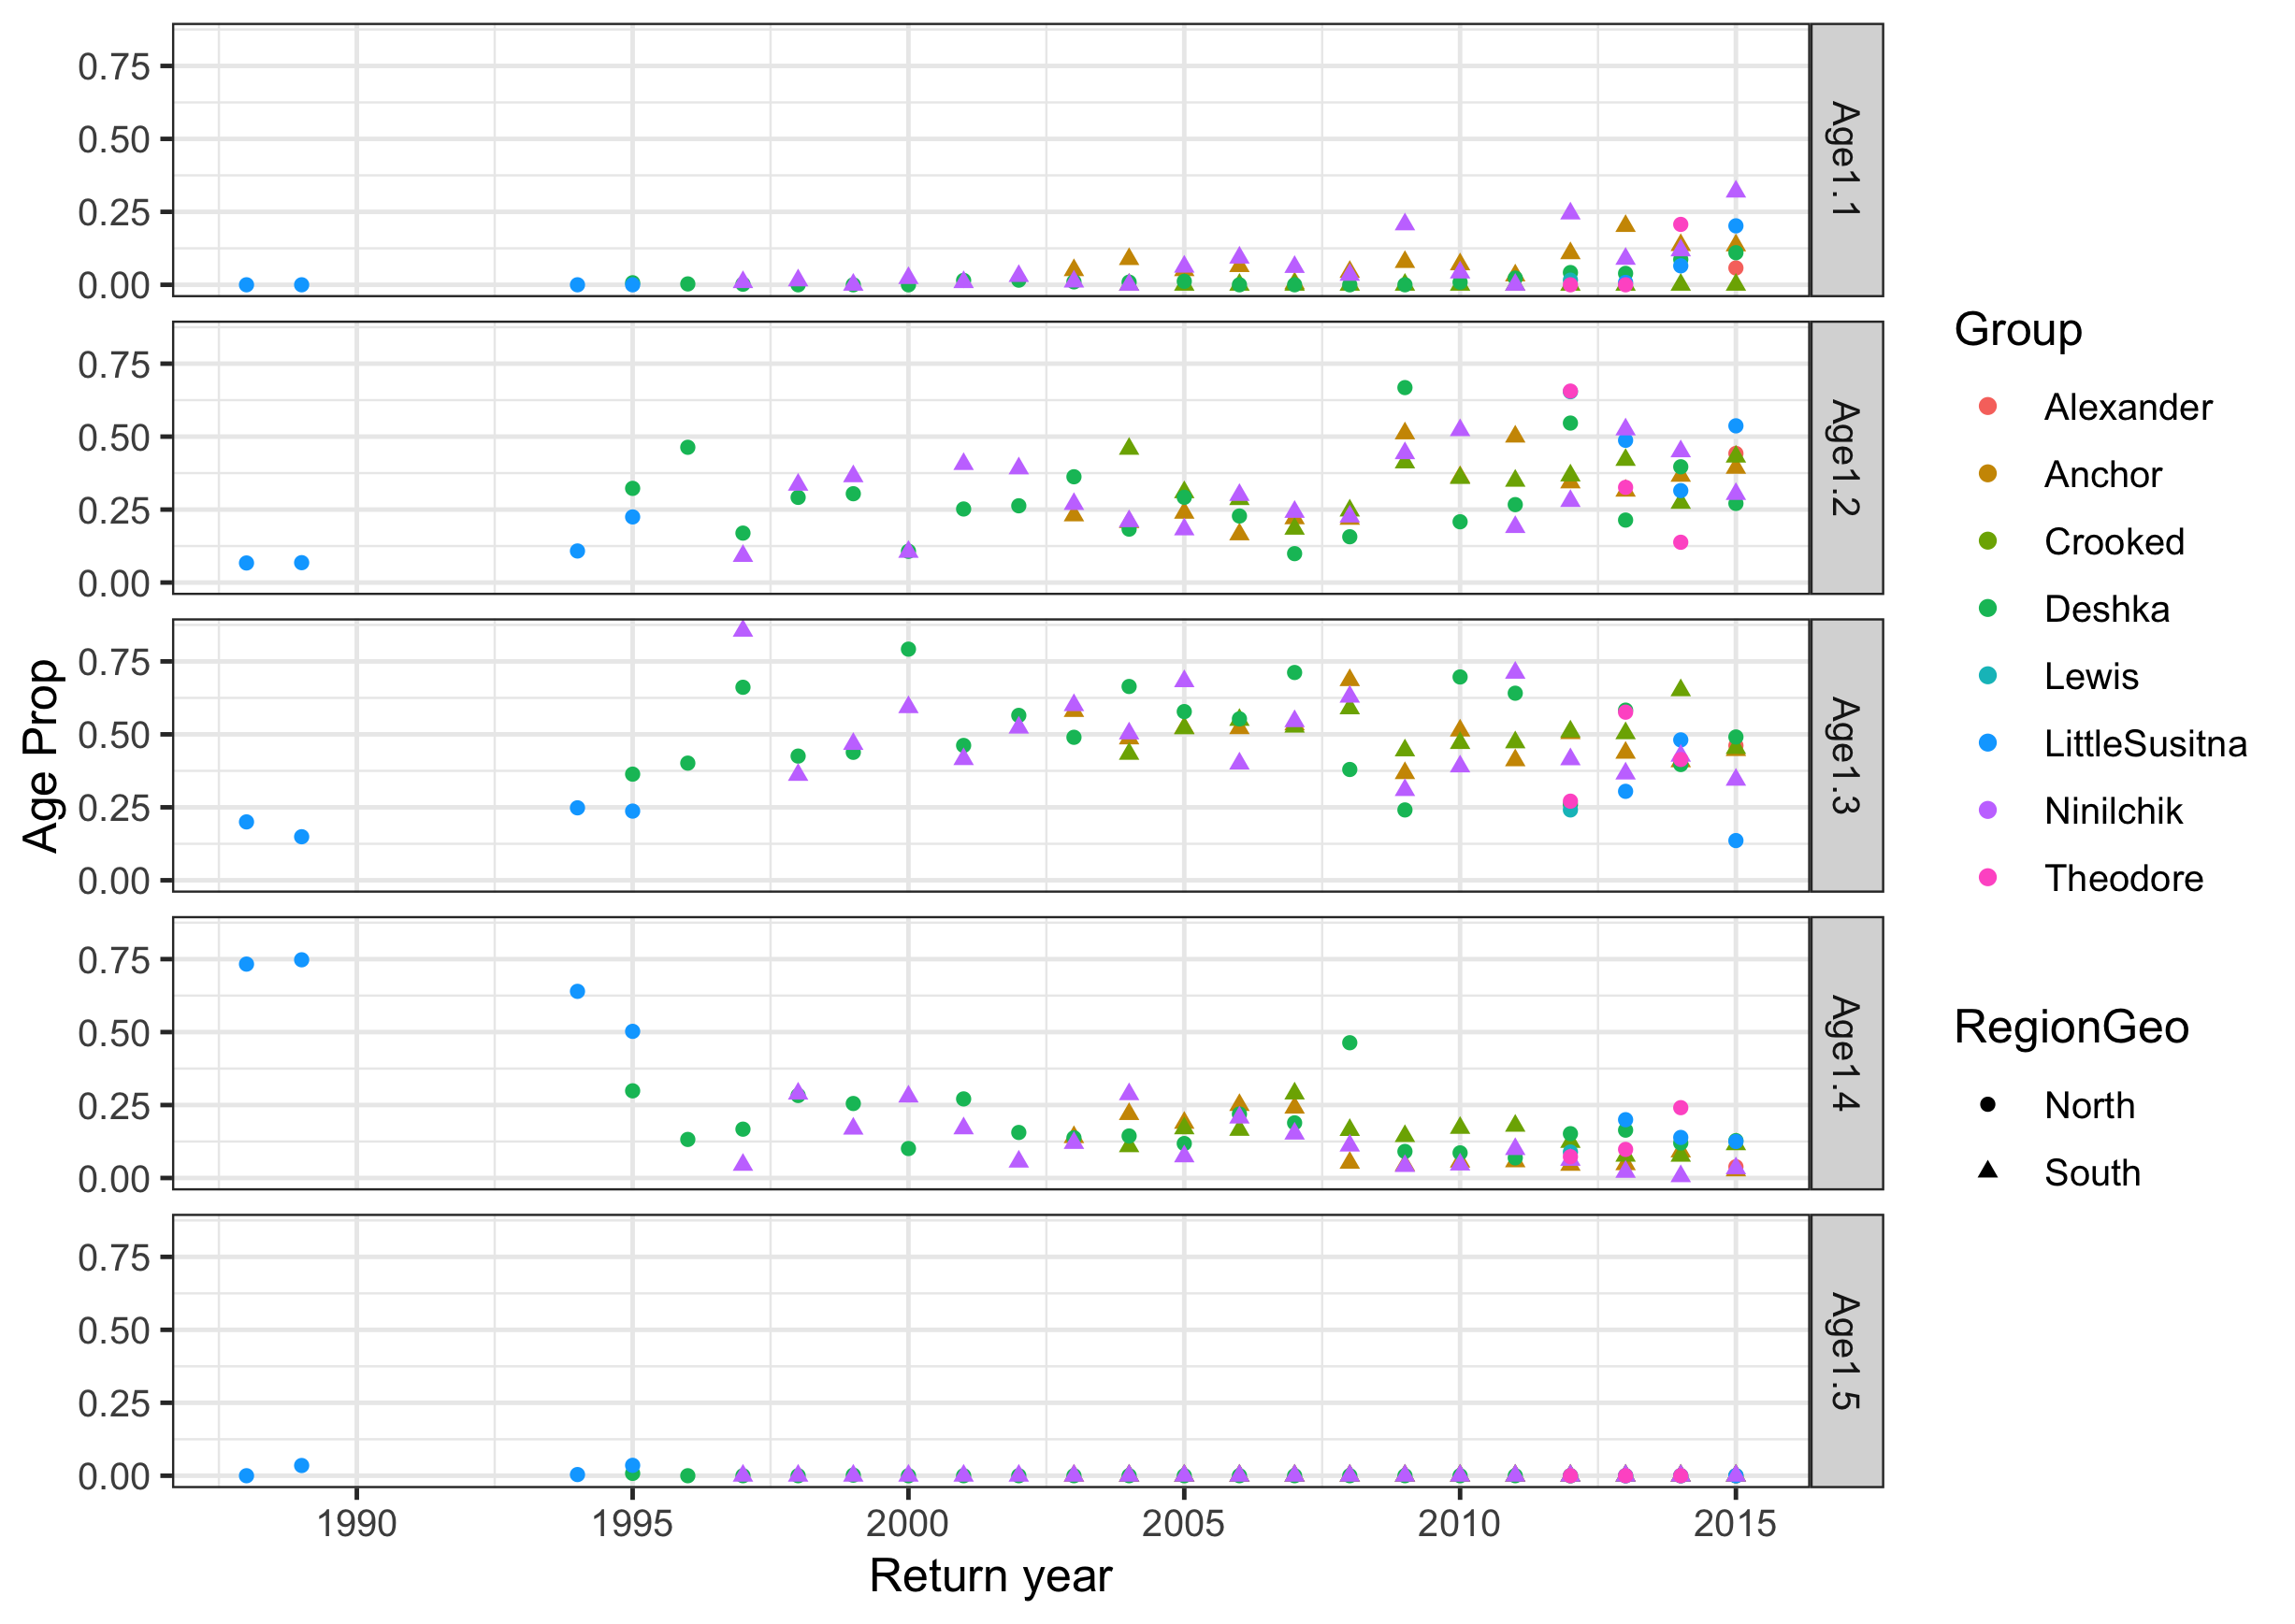 0.75
0.50
0.25
0.00
Age1.1
0.75
0.50
0.25
0.00
Age1.2
0.75
0.50
0.25
0.00
Age1.3
0.75
0.50
0.25
0.00
Age1.4
0.75
0.50
0.25
0.00
Age1.5
Age Prop
1990 1995 2000 2005 2010 2015
Return year
Group
Alexander
Anchor
Crooked
Deshka
Lewis
LittleSusitna
Ninilchik
Theodore
RegionGeo
North
South